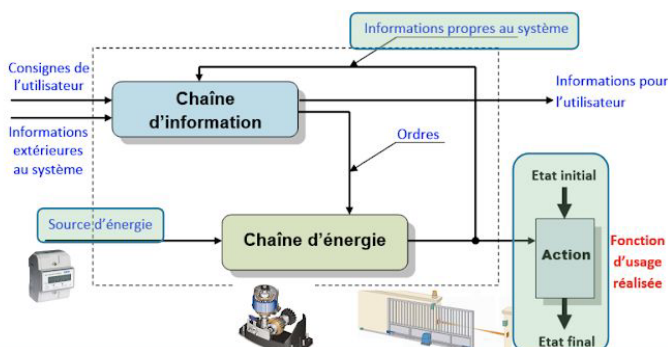 Informations propres au système
Consignes de
l'utilisateur
Chaîne
d'information
Informations pour
l'utilisateur
Informations
extérieures
au système
Ordres
Etat initial
Source d'énergie
Chaîne d'énergie
Action
Fonction
d'usage
réalisée
Etat final